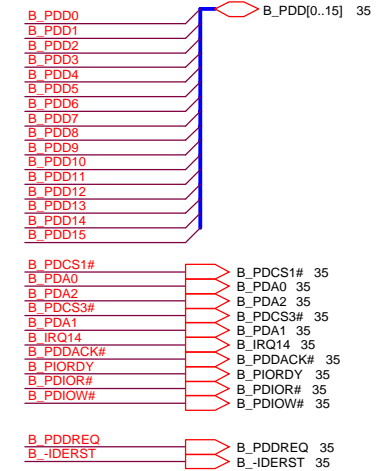 B_PDD[0..15] 35
B_PDD0
B_PDD1
B_PDD2
B_PDD3
B_PDD4
B_PDD5
B_PDD6
B_PDD7
B_PDD8
B_PDD9
B_PDD10
B_PDD11
B_PDD12
B_PDD13
B_PDD14
B_PDD15
B_PDCS1# B_PDCS1# 35
B_PDA0 B_PDA0 35
B_PDA2 B_PDA2 35
B_PDCS3# B_PDCS3# 35
B_PDA1 B_PDA1 35
B_IRQ14 B_IRQ14 35
B_PDDACK# B_PDDACK# 35
B_PIORDY B_PIORDY 35
B_PDIOR# B_PDIOR# 35
B_PDIOW# B_PDIOW# 35
B_PDDREQ B_PDDREQ 35
B_-IDERST B_-IDERST 35